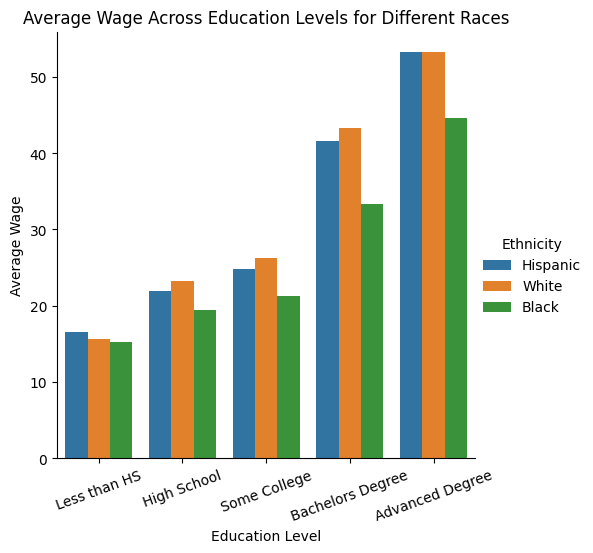 Average Wage Across Education Levels for Different Races
Average Wage
50
40
30
20
10
0
Less than HS
High School
Some College
Bachelors Degree
Advanced Degree
Education Level
Ethnicity
Hispanic
White
Black